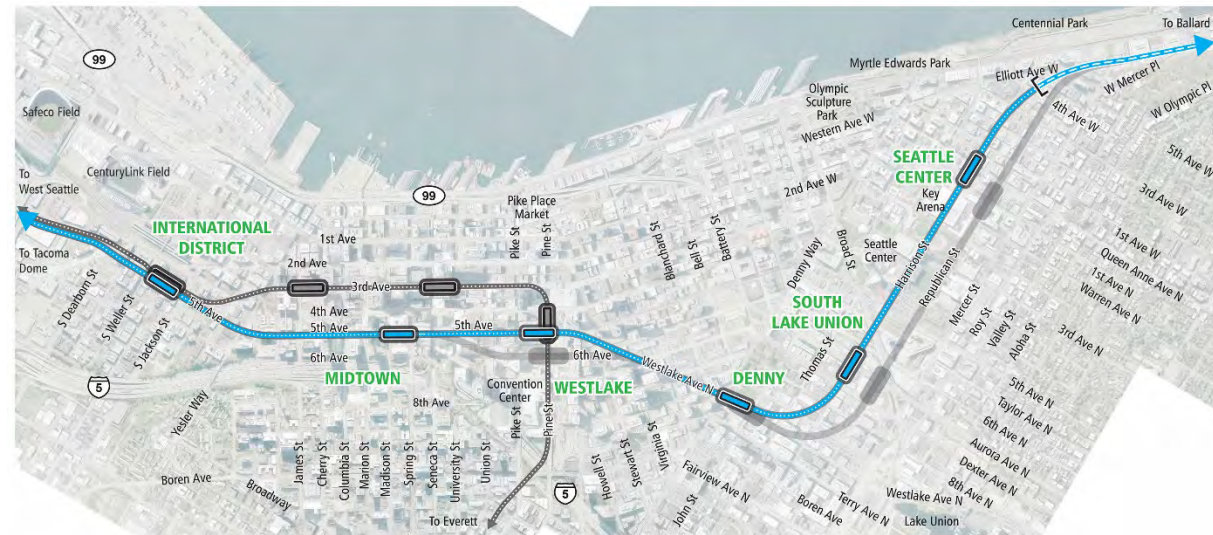 Centennial Park
To Ballard
99
Myrtle Edwards Park
Elliott Ave W
W Mercer Pl
W Olympic Pl
4th Ave W
Olympic
Sculpture
Park
Western Ave W
Safeco Field
CenturyLink Field
To
West Seattle
SEATTLE
CENTER
5th Ave W
2nd Ave W
3rd Ave W
Key
Arena
99
Pike Place
Market
INTERNATIONAL
DISTRICT
1st Ave
Pike St
Pine St
Blanchard St
Bell St
Battery St
Denny Way
Broad St
Seattle
Center
Harrison St
Republican St
1st Ave W
Queen Anne Ave N
1st Ave N
Warren Ave N
To Tacoma
Dome
2nd Ave
3rd Ave
4th Ave
5th Ave
5th Ave
5th Ave
6th Ave
6th Ave
S Dearborn St
S Weller St
S Jackson St
SOUTH
LAKE UNION
Thomas St
Mercer St
Roy St
Valley St
Aloha St
3rd Ave N
MIDTOWN
WESTLAKE
Westlake Ave N
DENNY
5
Convention
Center
8th Ave
Pike St
Pine St
5th Ave N
Taylor Ave N
6th Ave N
Aurora Ave N
Dexter Ave N
8th Ave N
Yesler Way
James St
Cherry St
Columbia St
Marion St
Madison St
Spring St
Seneca St
University St
Union St
Howell St
Stewart St
Virginia St
Boren Ave
Broadway
5
Fairview Ave N
John St
Boren Ave
Terry Ave N
Westlake Ave N
Lake Union
To Everett